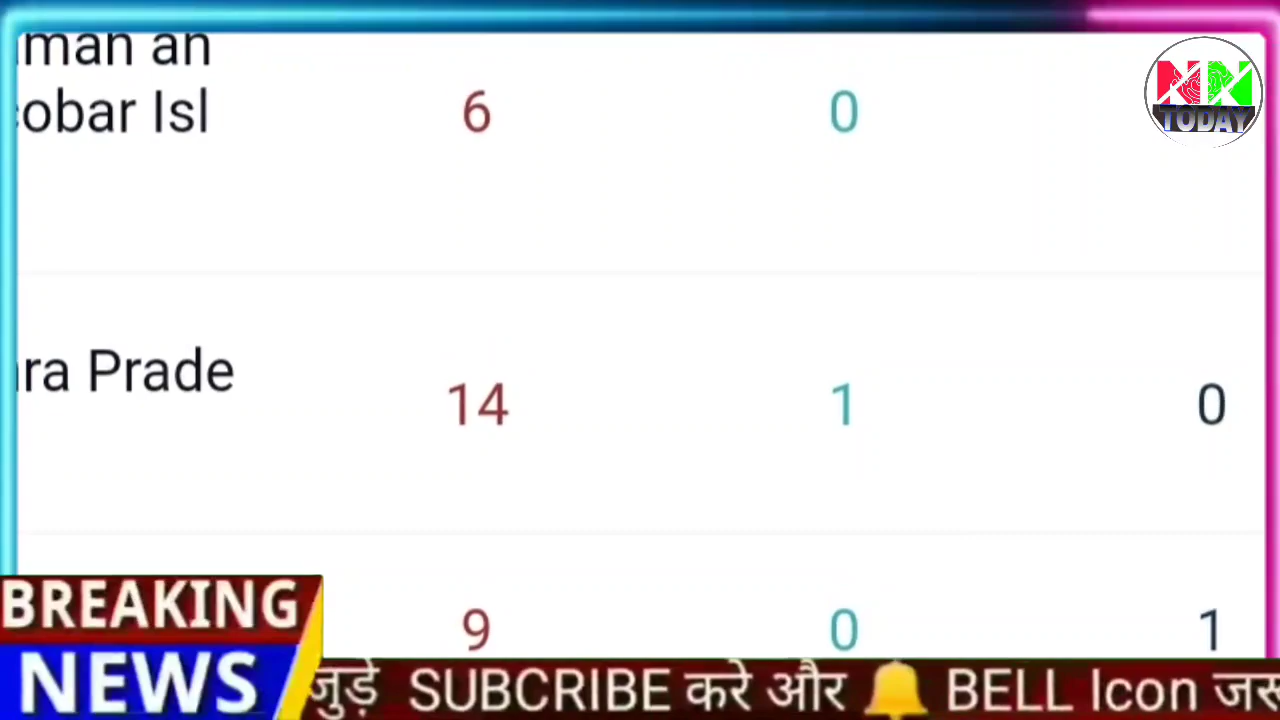 man an
obar Isl 6 0
NN
TODAY
ra Prade
14 1 0
9 0 1
BREAKING
NEWS
जुड़े SUBCRIBE करे और 🔔 BELL Icon